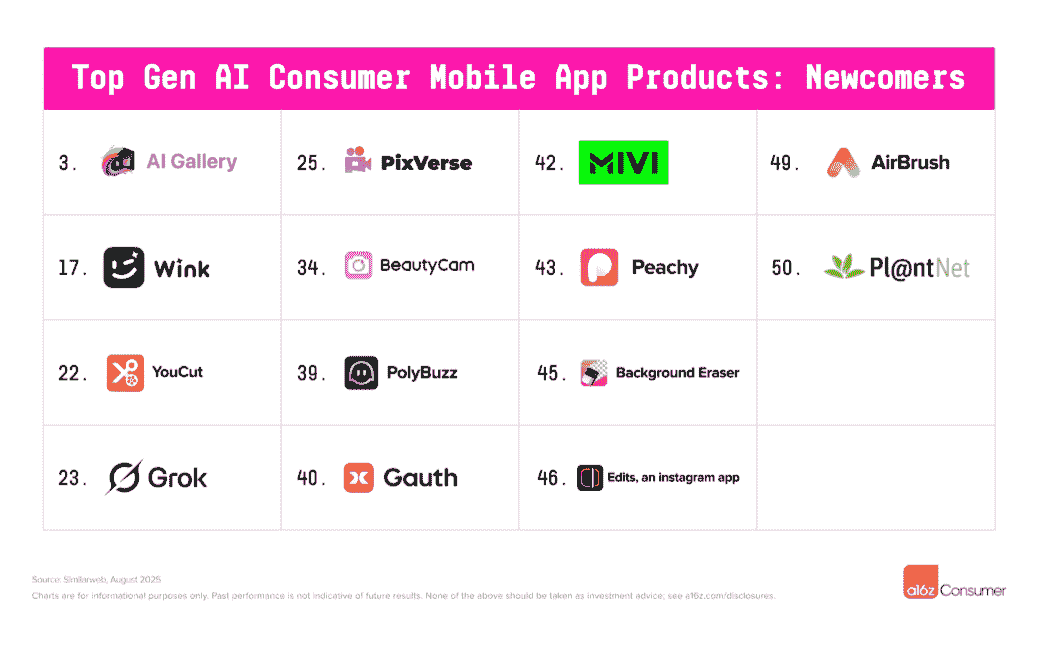 Top Gen AI Consumer Mobile App Products: Newcomers
3. AI Gallery
17. Wink
22. YouCut
23. Grok
25. PixVerse
34. BeautyCam
39. PolyBuzz
40. Gauth
42. MIVI
43. Peachy
45. Background Eraser
46. Edits, an instagram app
49. AirBrush
50. Pl@ntNet
Source: Similarweb, August 2025
Charts are for informational purposes only. Past performance is not indicative of future results. None of the above should be taken as investment advice; see a16z.com/disclosures.
a16z Consumer